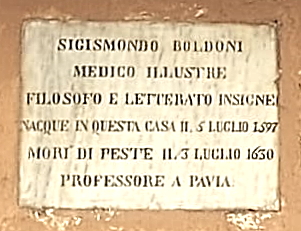 SIGISMONDO BOLDONI
MEDICO ILLUSTRE
FILOSOFO E LETTERATO INSIGNE
NACQUE IN QUESTA CASA IL 5 LUGLIO 1597
MORÌ DI PESTE IL 3 LUGLIO 1630
PROFESSORE A PAVIA.